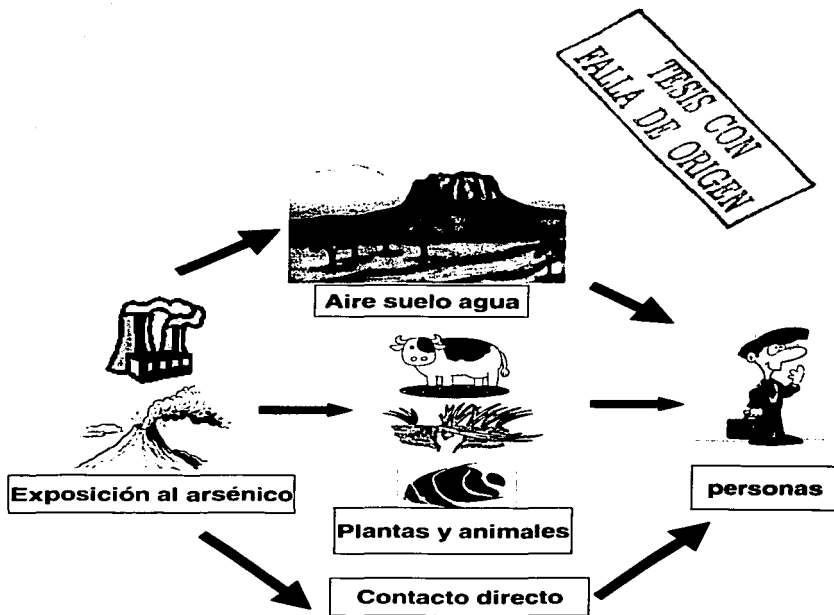 TESIS CON
FALLA DE ORIGEN
Aire suelo agua
Exposición al arsénico
Plantas y animales
personas
Contacto directo